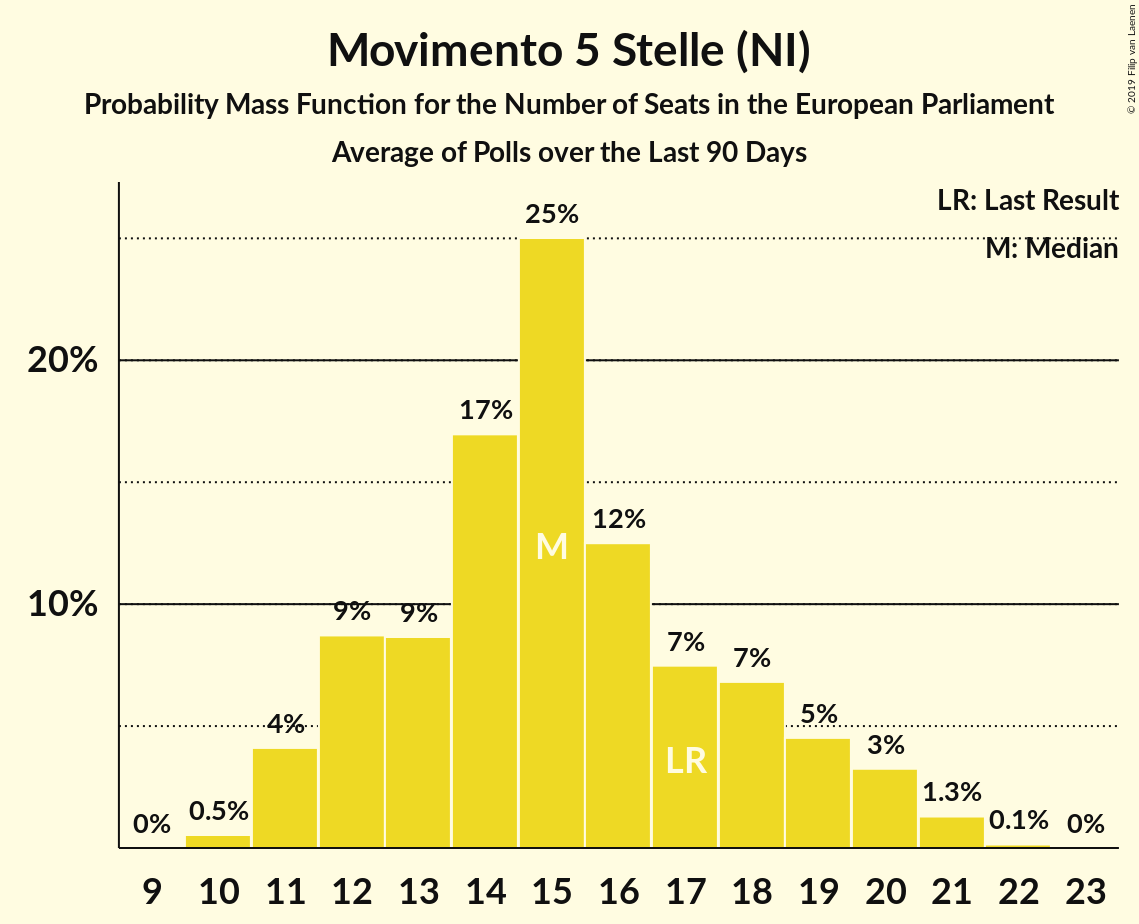 Movimento 5 Stelle (NI)
Probability Mass Function for the Number of Seats in the European Parliament
Average of Polls over the Last 90 Days
© 2019 Filip van Laenen
LR: Last Result
M: Median
25%
20%
17%
12%
M
10%
9%
9%
7%
7%
4%
5%
3%
LR
0%
0.5%
1.3%
0.1%
0%
9 10 11 12 13 14 15 16 17 18 19 20 21 22 23